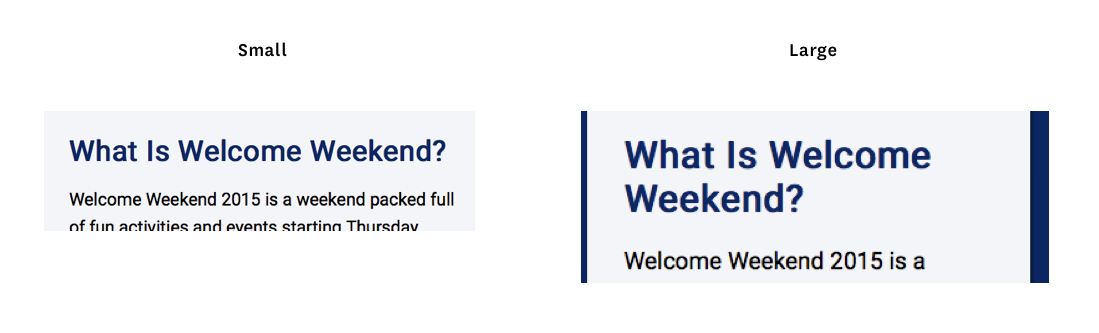 Small
What Is Welcome Weekend?
Welcome Weekend 2015 is a weekend packed full
of fun activities and events starting Thursday
Large
What Is Welcome
Weekend?
Welcome Weekend 2015 is a